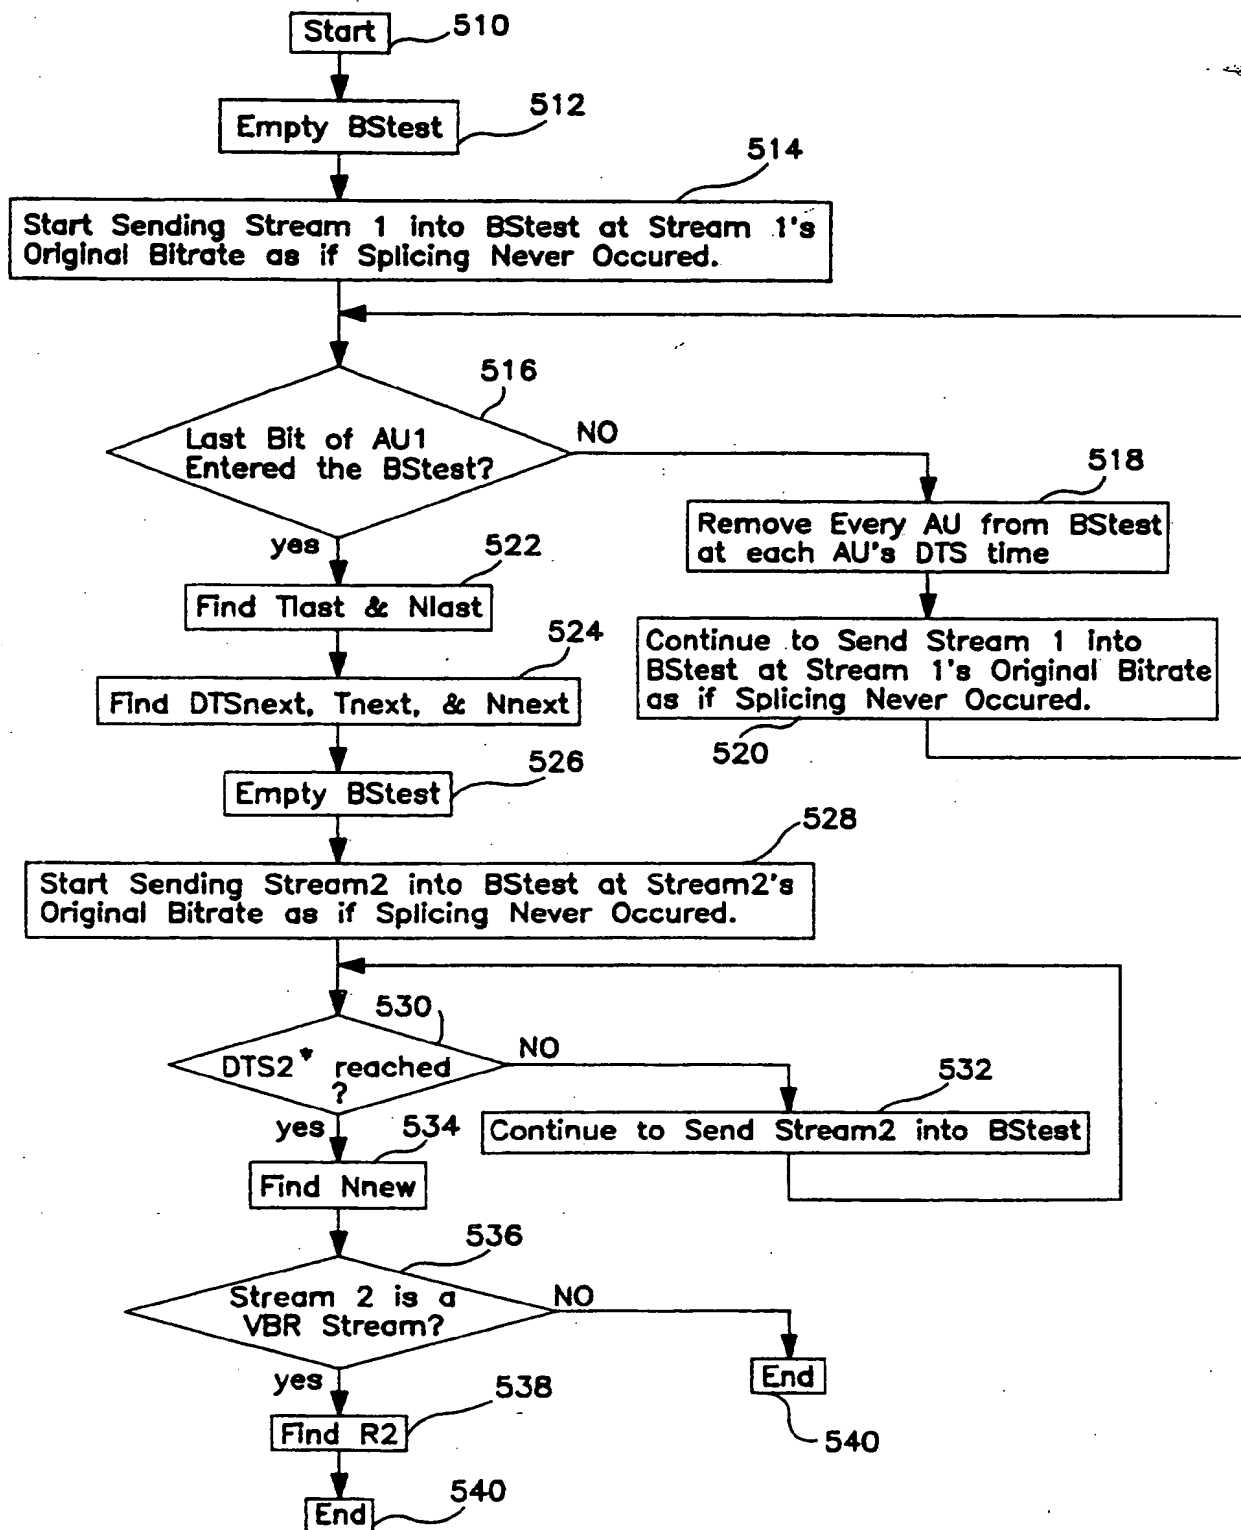 Start
510
Empty BStest
512
514
Start Sending Stream 1 into BStest at Stream 1's
Original Bitrate as if Splicing Never Occured.
516
Last Bit of AU1
Entered the BStest?
NO
yes
518
Remove Every AU from BStest
at each AU's DTS time
522
Find Tlast & Nlast
Continue to Send Stream 1 into
BStest at Stream 1's Original Bitrate
as if Splicing Never Occured.
520
524
Find DTSnext, Tnext, & Nnext
526
Empty BStest
528
Start Sending Stream2 into BStest at Stream2's
Original Bitrate as if Splicing Never Occured.
530
DTS2* reached
?
NO
yes
532
Continue to Send Stream2 into BStest
534
Find Nnew
536
Stream 2 is a
VBR Stream?
NO
yes
End
540
538
Find R2
End
540